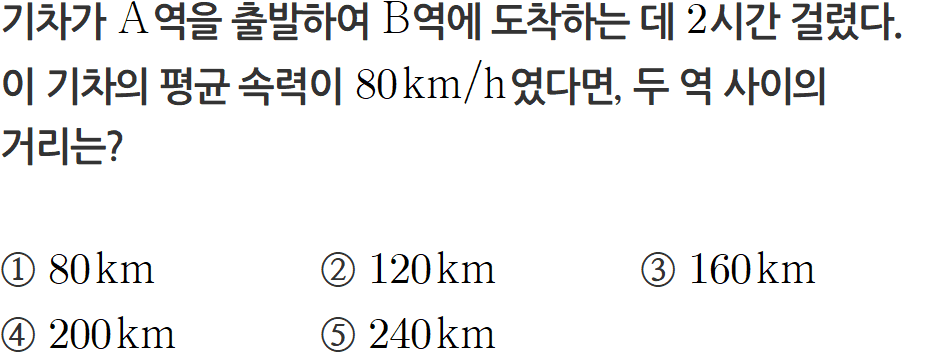 기차가 A역을 출발하여 B역에 도착하는 데 2시간 걸렸다.
이 기차의 평균 속력이 80km/h였다면, 두 역 사이의
거리는?
① 80km ② 120km ③ 160km
④ 200km ⑤ 240km